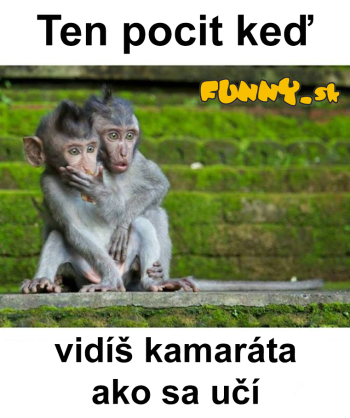 Ten pocit keď
FUNNY.sk
vidíš kamaráta
ako sa učí